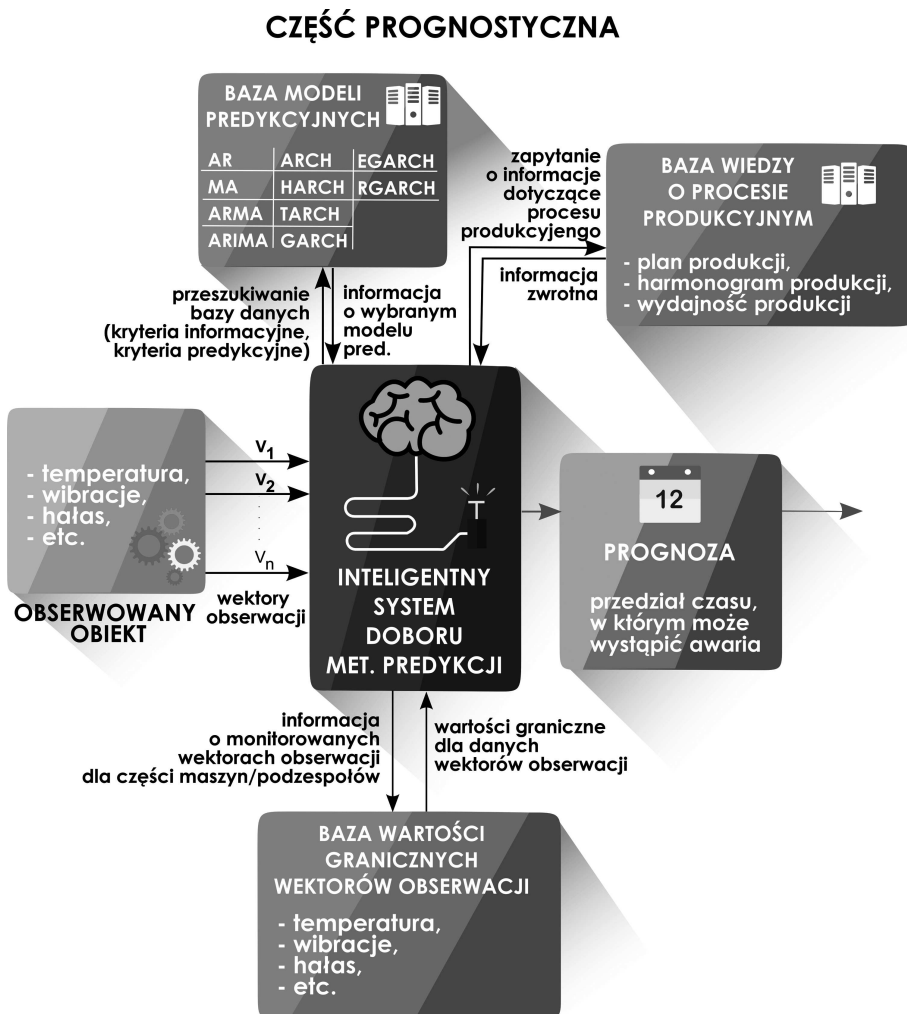 CZĘŚĆ PROGNOSTYCZNA
BAZA MODELI
PREDYKCYJNYCH
AR ARCH EGARCH
MA HARCH RGARCH
ARMA TARCH
ARIMA GARCH
zapytanie
o informacje
dotyczące
procesu
produkcyjengo
informacja
zwrotna
BAZA WIEDZY
O PROCESIE
PRODUKCYJNYM
- plan produkcji,
- harmonogram produkcji,
- wydajność produkcji
przeszukiwanie
bazy danych
(kryteria informacyjne,
kryteria predykcyjne)
informacja
o wybranym
modelu
pred.
- temperatura,
- wibracje,
- hałas,
- etc.
OBSERWOWANY
OBIEKT
v1
v2
vn
wektory
obserwacji
INTELIGENTNY
SYSTEM
DOBORU
MET. PREDYKCJI
12
PROGNOZA
przedział czasu,
w którym może
wystąpić awaria
informacja
o monitorowanych
wektorach obserwacji
dla części maszyn/podzespołów
wartości graniczne
dla danych
wektorów obserwacji
BAZA WARTOŚCI
GRANICZNYCH
WEKTORÓW OBSERWACJI
- temperatura,
- wibracje,
- hałas,
- etc.